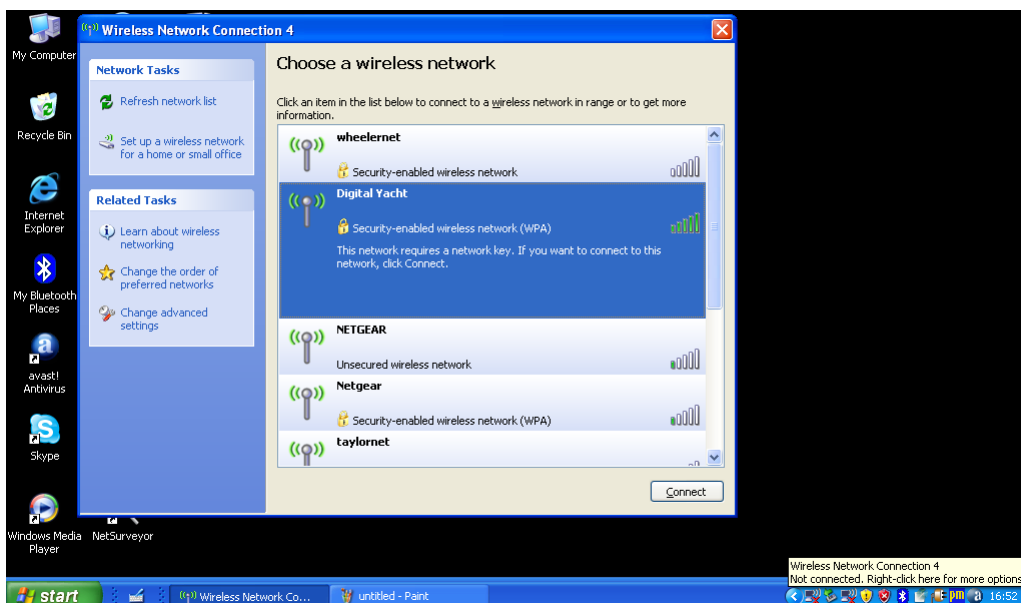 Wireless Network Connection 4
My Computer
Recycle Bin
Internet
Explorer
My Bluetooth
Places
avast!
Antivirus
Skype
Windows Media
Player
NetSurveyor
Network Tasks
Refresh network list
Set up a wireless network
for a home or small office
Related Tasks
Learn about wireless
networking
Change the order of
preferred networks
Change advanced
settings
Choose a wireless network
Click an item in the list below to connect to a wireless network in range or to get more
information.
wheelernet
Security-enabled wireless network
Digital Yacht
Security-enabled wireless network (WPA)
This network requires a network key. If you want to connect to this
network, click Connect.
NETGEAR
Unsecured wireless network
Netgear
Security-enabled wireless network (WPA)
taylornet
Connect
Wireless Network Connection 4
Not connected. Right-click here for more options
start
Wireless Network Co...
untitled - Paint
pm
16:52